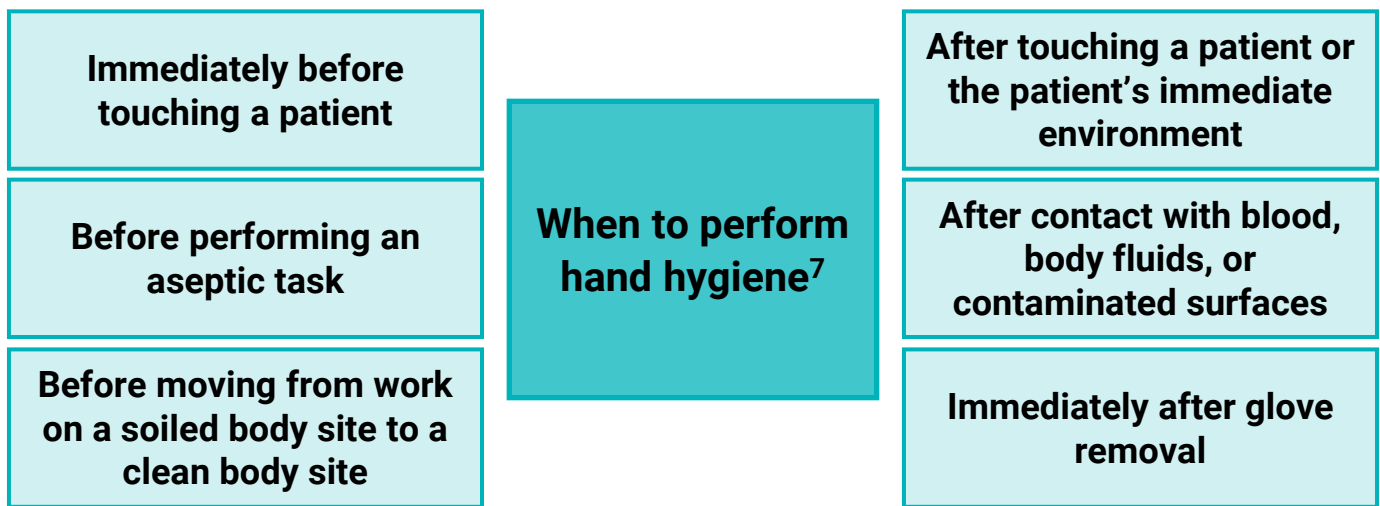 Immediately before
touching a patient
Before performing an
aseptic task
Before moving from work
on a soiled body site to a
clean body site
When to perform
hand hygiene⁷
After touching a patient or
the patient’s immediate
environment
After contact with blood,
body fluids, or
contaminated surfaces
Immediately after glove
removal